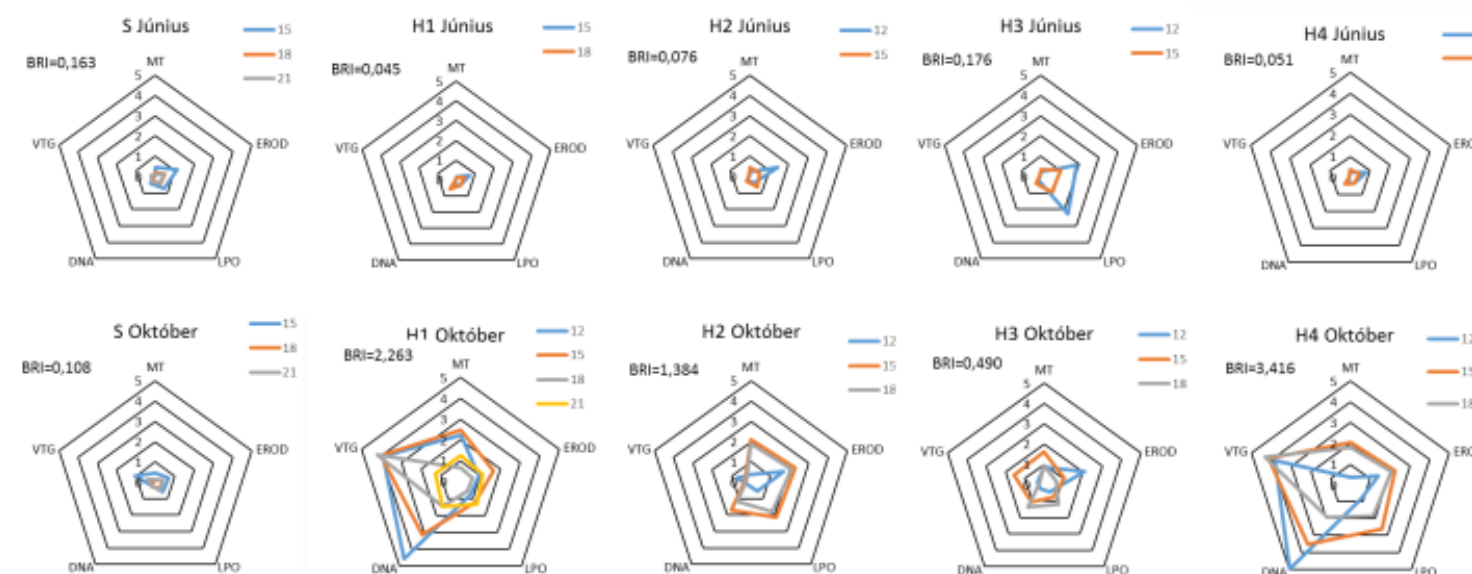 S Június
15
18
21
BRI=0,163
MT
5
4
3
2
1
0
EROD
LPO
DNA
VTG
H1 Június
15
18
BRI=0,045
MT
5
4
3
2
1
EROD
LPO
DNA
VTG
H2 Június
12
15
BRI=0,076
MT
5
4
3
2
1
EROD
LPO
DNA
VTG
H3 Június
12
15
BRI=0,176
MT
5
4
3
2
1
EROD
LPO
DNA
VTG
H4 Június
BRI=0,051
MT
5
4
3
2
1
ERO
LPO
DNA
VTG
S Október
15
18
21
BRI=0,108
MT
5
4
3
2
1
EROD
LPO
DNA
VTG
H1 Október
12
15
18
21
BRI=2,263
MT
5
4
3
2
1
EROD
LPO
DNA
VTG
H2 Október
12
15
18
BRI=1,384
MT
5
4
3
2
1
EROD
LPO
DNA
VTG
H3 Október
12
15
18
BRI=0,490
MT
5
4
3
2
1
EROD
LPO
DNA
VTG
H4 Október
12
15
18
BRI=3,416
MT
5
4
3
2
1
ERO
LPO
DNA
VTG